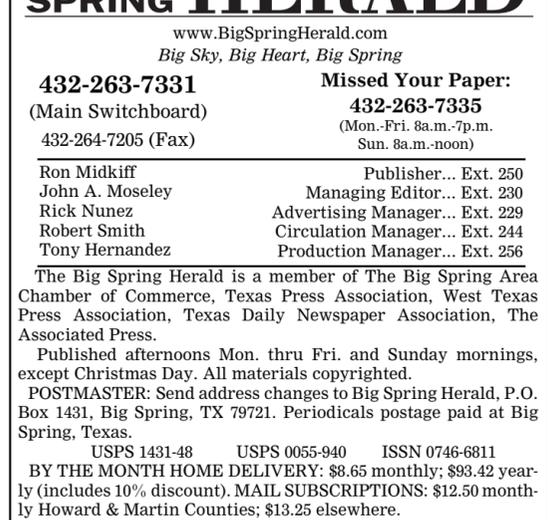 SPRING HERALD
www.BigSpringHerald.com
Big Sky, Big Heart, Big Spring
432-263-7331
(Main Switchboard)
432-264-7205 (Fax)
Missed Your Paper:
432-263-7335
(Mon.-Fri. 8a.m.-7p.m.
Sun. 8a.m.-noon)
Ron Midkiff Publisher... Ext. 250
John A. Moseley Managing Editor... Ext. 230
Rick Nunez Advertising Manager... Ext. 229
Robert Smith Circulation Manager... Ext. 244
Tony Hernandez Production Manager... Ext. 256
The Big Spring Herald is a member of The Big Spring Area
Chamber of Commerce, Texas Press Association, West Texas
Press Association, Texas Daily Newspaper Association, The
Associated Press.
Published afternoons Mon. thru Fri. and Sunday mornings,
except Christmas Day. All materials copyrighted.
POSTMASTER: Send address changes to Big Spring Herald, P.O.
Box 1431, Big Spring, TX 79721. Periodicals postage paid at Big
Spring, Texas.
USPS 1431-48 USPS 0055-940 ISSN 0746-6811
BY THE MONTH HOME DELIVERY: $8.65 monthly; $93.42 year-
ly (includes 10% discount). MAIL SUBSCRIPTIONS: $12.50 month-
ly Howard & Martin Counties; $13.25 elsewhere.